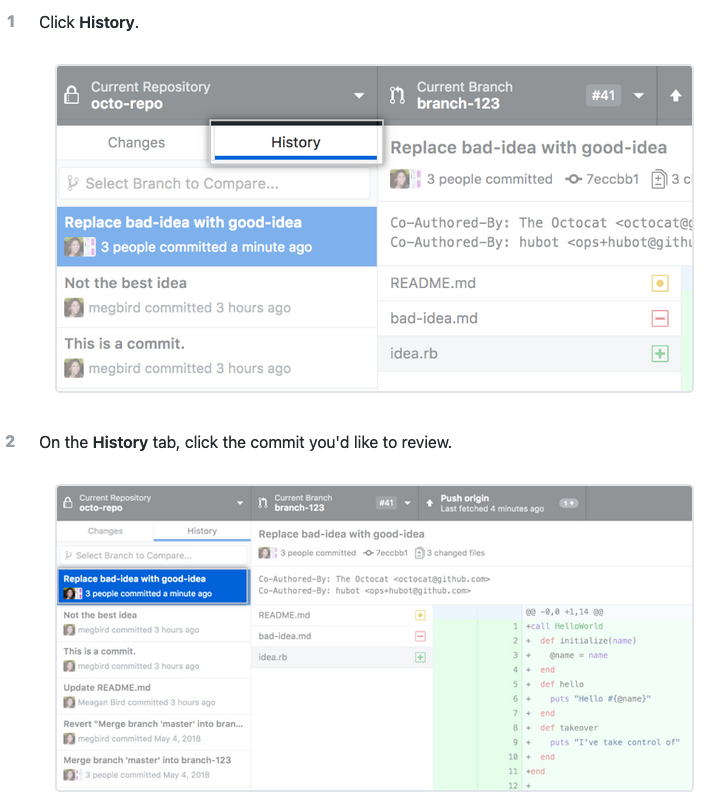 1 Click History.
Current Repository
octo-repo
Current Branch
branch-123
#41
Changes
History
Select Branch to Compare...
Replace bad-idea with good-idea
3 people committed a minute ago
Not the best idea
megbird committed 3 hours ago
This is a commit.
megbird committed 3 hours ago
Replace bad-idea with good-idea
3 people committed 7eccbb1 3 c
Co-Authored-By: The Octocat <octocat@g
Co-Authored-By: hubot <ops+hubot@githu
README.md
bad-idea.md
idea.rb
2 On the History tab, click the commit you'd like to review.
Current Repository
octo-repo
Current Branch
branch-123
#41
Push origin
Last fetched 4 minutes ago
1
Changes
History
Select Branch to Compare...
Replace bad-idea with good-idea
3 people committed a minute ago
Not the best idea
megbird committed 3 hours ago
This is a commit.
megbird committed 3 hours ago
Update README.md
Meagan Bird committed 3 hours ago
Revert "Merge branch 'master' into bran...
megbird committed May 4, 2018
Merge branch 'master' into branch-123
3 people committed May 4, 2018
Replace bad-idea with good-idea
3 people committed 7eccbb1 3 changed files
Co-Authored-By: The Octocat <octocat@github.com>
Co-Authored-By: hubot <ops+hubot@github.com>
README.md
bad-idea.md
idea.rb
@@ -0,0 +1,14 @@
1 +call HelloWorld
2 + def initialize(name)
3 + @name = name
4 + end
5 + def hello
6 + puts "Hello #{@name}"
7 + end
8 + def takeover
9 + puts "I've take control of"
10 + end
11 +end
12 +